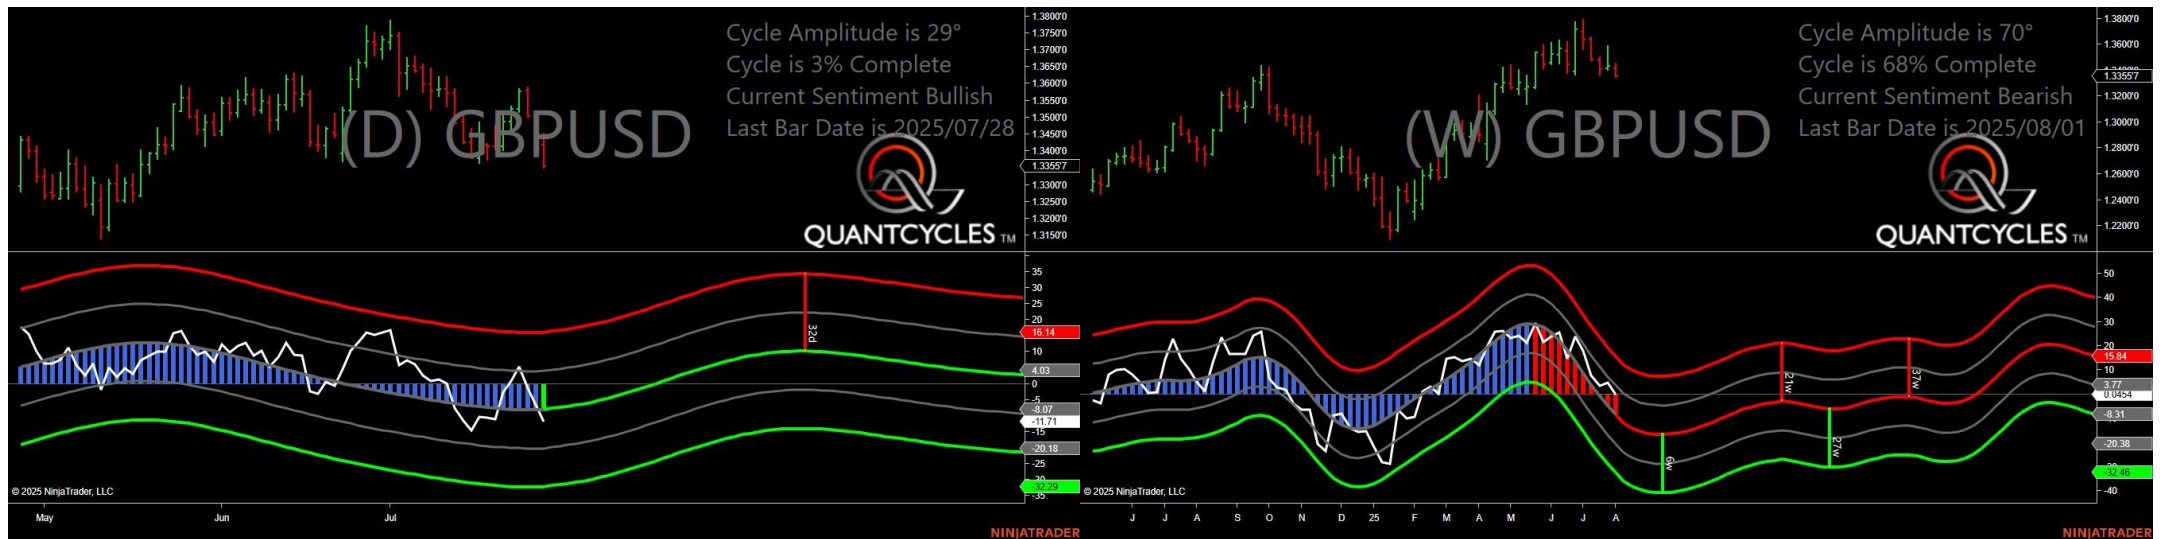 Cycle Amplitude is 29°
Cycle is 3% Complete
Current Sentiment Bullish
Last Bar Date is 2025/07/28
(D) GBPUSD
QUANTCYCLES TM
1.3800'0
1.3750'0
1.3700'0
1.3650'0
1.3600'0
1.3550'0
1.3500'0
1.3450'0
1.3400'0
1.3355'7
1.3300'0
1.3250'0
1.3200'0
1.3150'0
32d
35
30
25
20
16.14
10
4.03
0
-5
-8.07
-11.71
-15
-20.18
-25
-32.29
-35
© 2025 NinjaTrader, LLC
May Jun Jul
NINJATRADER
Cycle Amplitude is 70°
Cycle is 68% Complete
Current Sentiment Bearish
Last Bar Date is 2025/08/01
(W) GBPUSD
QUANTCYCLES TM
1.3800'0
1.3600'0
1.3355'7
1.3200'0
1.3000'0
1.2800'0
1.2600'0
1.2400'0
1.2200'0
21w
37w
27w
6w
50
40
30
20
15.84
10
3.77
0.0454
-8.31
-20.38
-32.46
-40
© 2025 NinjaTrader, LLC
J J A S O N D 25 F M A M J J A
NINJATRADER